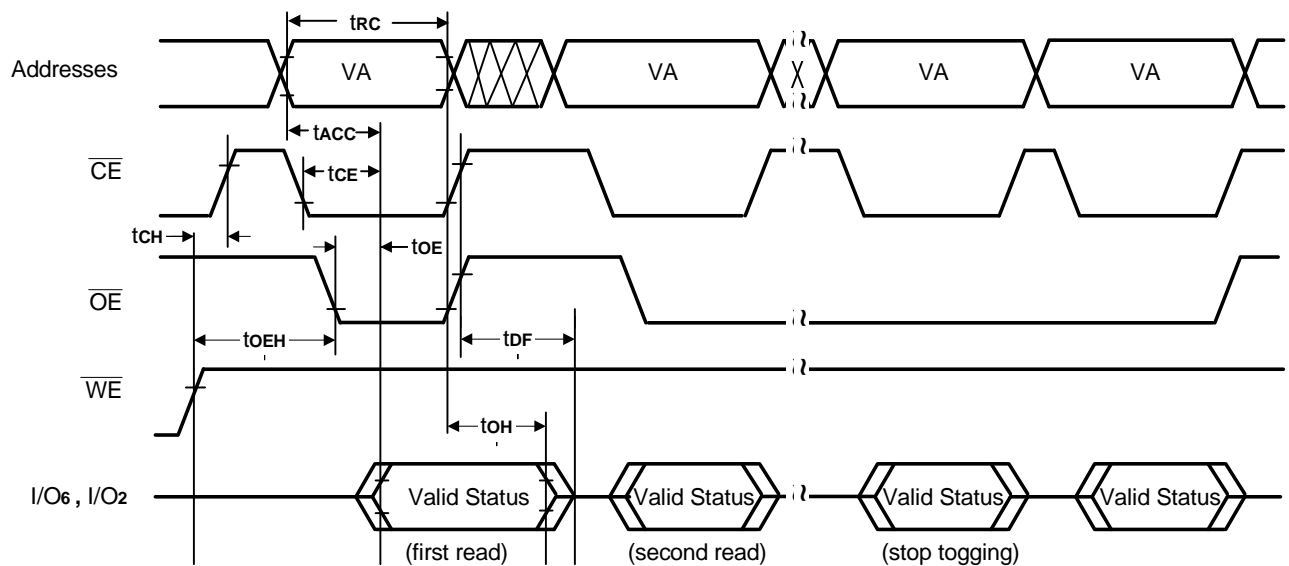 tRC
Addresses VA VA X VA VA
tACC
CE tCE
tCH tOE
OE
tOEH tDF
WE
tOH
I/O6 , I/O2 Valid Status Valid Status Valid Status Valid Status
(first read) (second read) (stop togging)